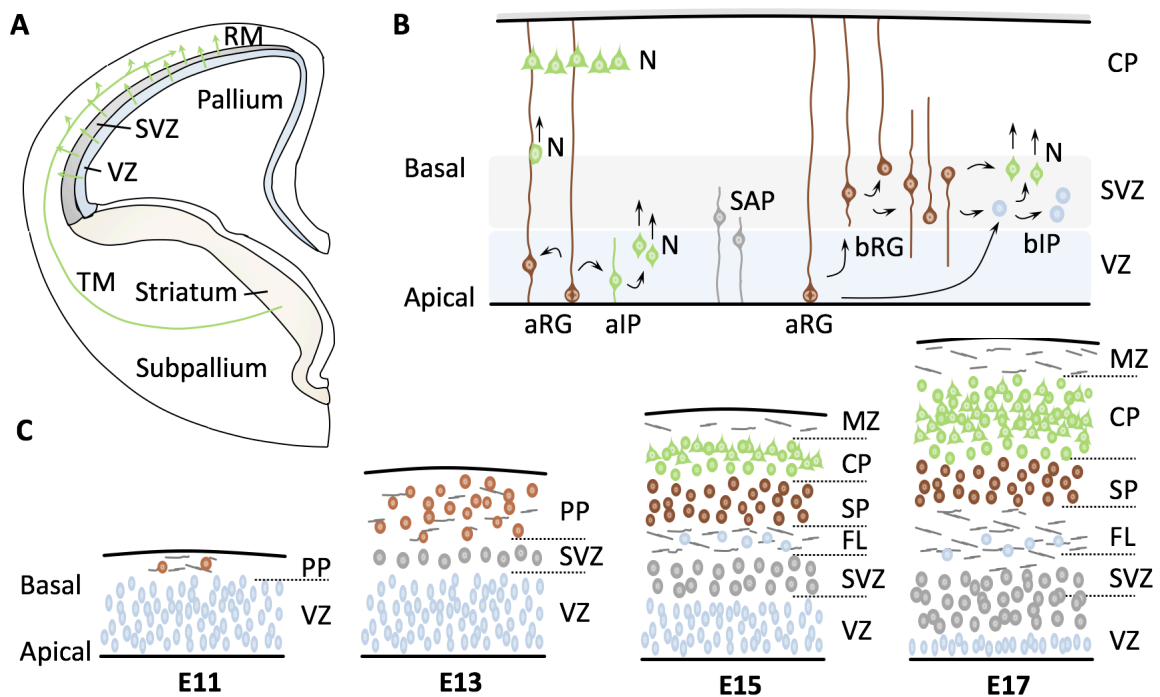 A
RM
Pallium
SVZ
VZ
TM
Striatum
Subpallium
B
N
CP
N
Basal
SAP
N
SVZ
N
bRG
bIP
VZ
Apical
aRG
aIP
aRG
C
Basal
PP
VZ
Apical
E11
PP
SVZ
VZ
E13
MZ
CP
SP
FL
SVZ
VZ
E15
MZ
CP
SP
FL
SVZ
VZ
E17